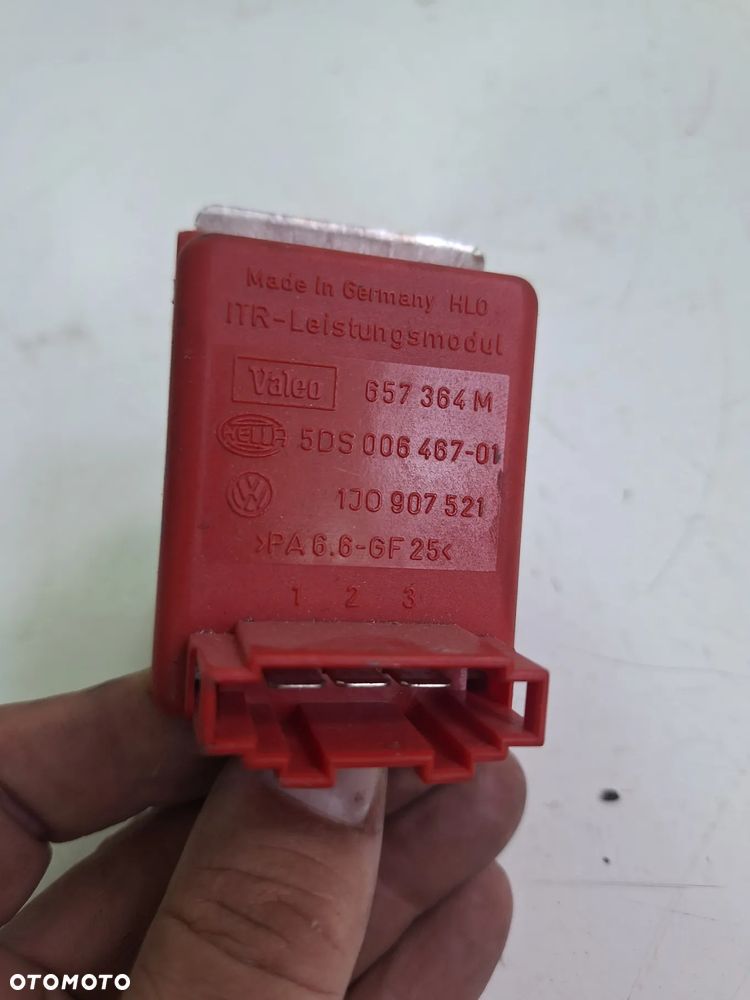 Made in Germany HLO
ITR-Leistungsmodul
Valeo 657 364 M
HELLA 5DS 006 467-01
VW 1J0 907 521
>PA 6.6-GF 25<
1 2 3
OTOMOTO